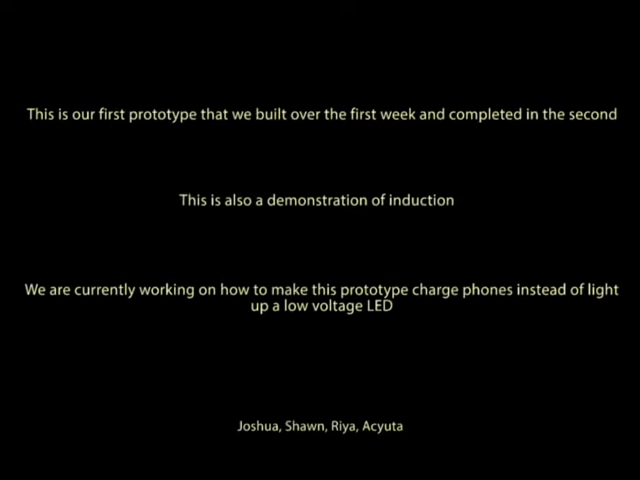 This is our first prototype that we built over the first week and completed in the second
This is also a demonstration of induction
We are currently working on how to make this prototype charge phones instead of light
up a low voltage LED
Joshua, Shawn, Riya, Acyuta